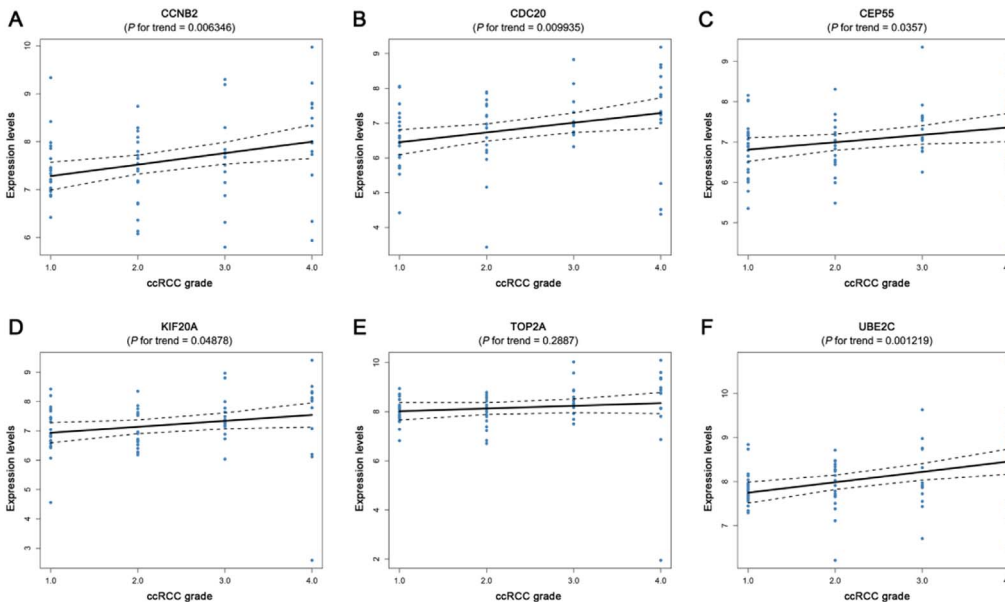 A
CCNB2
(P for trend = 0.006346)
Expression levels
10
9
8
7
6
1.0
2.0
3.0
4.0
ccRCC grade
B
CDC20
(P for trend = 0.009935)
Expression levels
9
8
7
6
5
4
1.0
2.0
3.0
4.0
ccRCC grade
C
CEP55
(P for trend = 0.0357)
Expression levels
9
8
7
6
5
1.0
2.0
3.0
ccRCC grade
D
KIF20A
(P for trend = 0.04878)
Expression levels
9
8
7
6
5
4
3
1.0
2.0
3.0
4.0
ccRCC grade
E
TOP2A
(P for trend = 0.2887)
Expression levels
10
8
6
4
2
1.0
2.0
3.0
4.0
ccRCC grade
F
UBE2C
(P for trend = 0.001219)
Expression levels
10
9
8
7
1.0
2.0
3.0
ccRCC grade